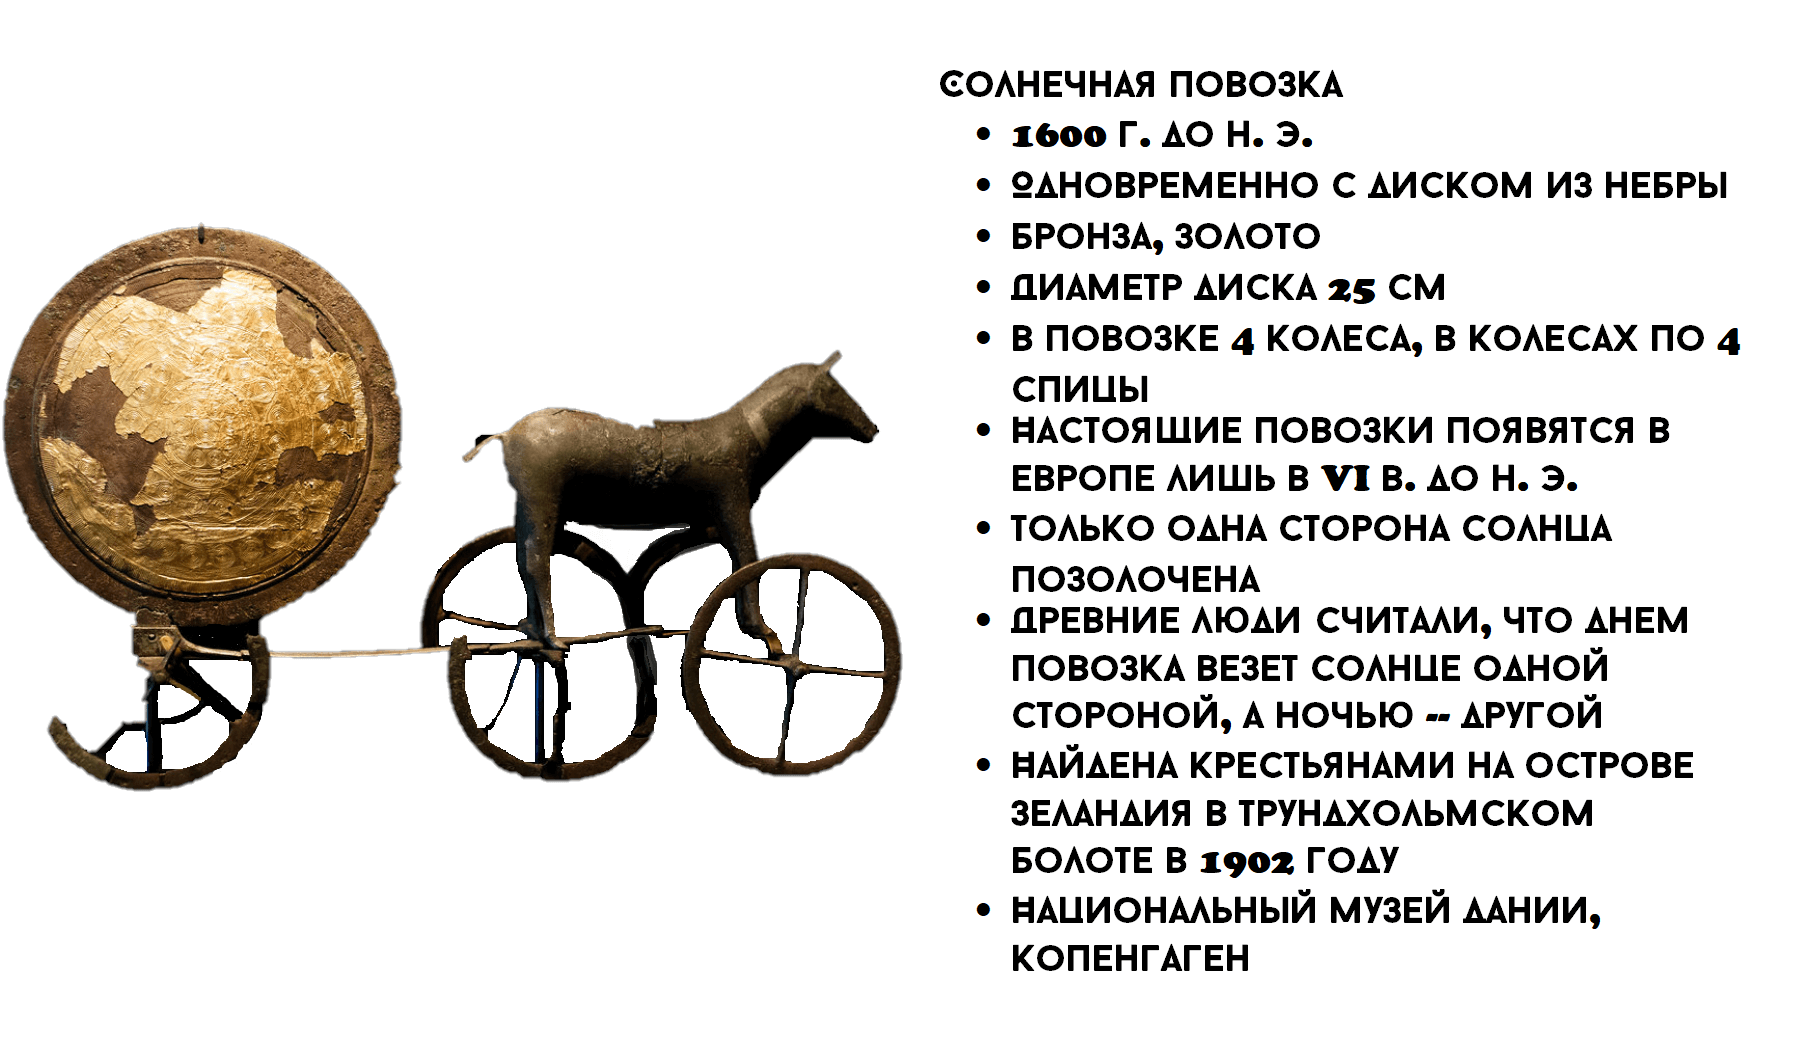 СОЛНЕЧНАЯ ПОВОЗКА
• 1600 Г. ДО Н. Э.
• ОДНОВРЕМЕННО С ДИСКОМ ИЗ НЕБРЫ
• БРОНЗА, ЗОЛОТО
• ДИАМЕТР ДИСКА 25 СМ
• В ПОВОЗКЕ 4 КОЛЕСА, В КОЛЕСАХ ПО 4
СПИЦЫ
• НАСТОЯЩИЕ ПОВОЗКИ ПОЯВЯТСЯ В
ЕВРОПЕ ЛИШЬ В VI В. ДО Н. Э.
• ТОЛЬКО ОДНА СТОРОНА СОЛНЦА
ПОЗОЛОЧЕНА
• ДРЕВНИЕ ЛЮДИ СЧИТАЛИ, ЧТО ДНЕМ
ПОВОЗКА ВЕЗЕТ СОЛНЦЕ ОДНОЙ
СТОРОНОЙ, А НОЧЬЮ -- ДРУГОЙ
• НАЙДЕНА КРЕСТЬЯНАМИ НА ОСТРОВЕ
ЗЕЛАНДИЯ В ТРУНДХОЛЬМСКОМ
БОЛОТЕ В 1902 ГОДУ
• НАЦИОНАЛЬНЫЙ МУЗЕЙ ДАНИИ,
КОПЕНГАГЕН